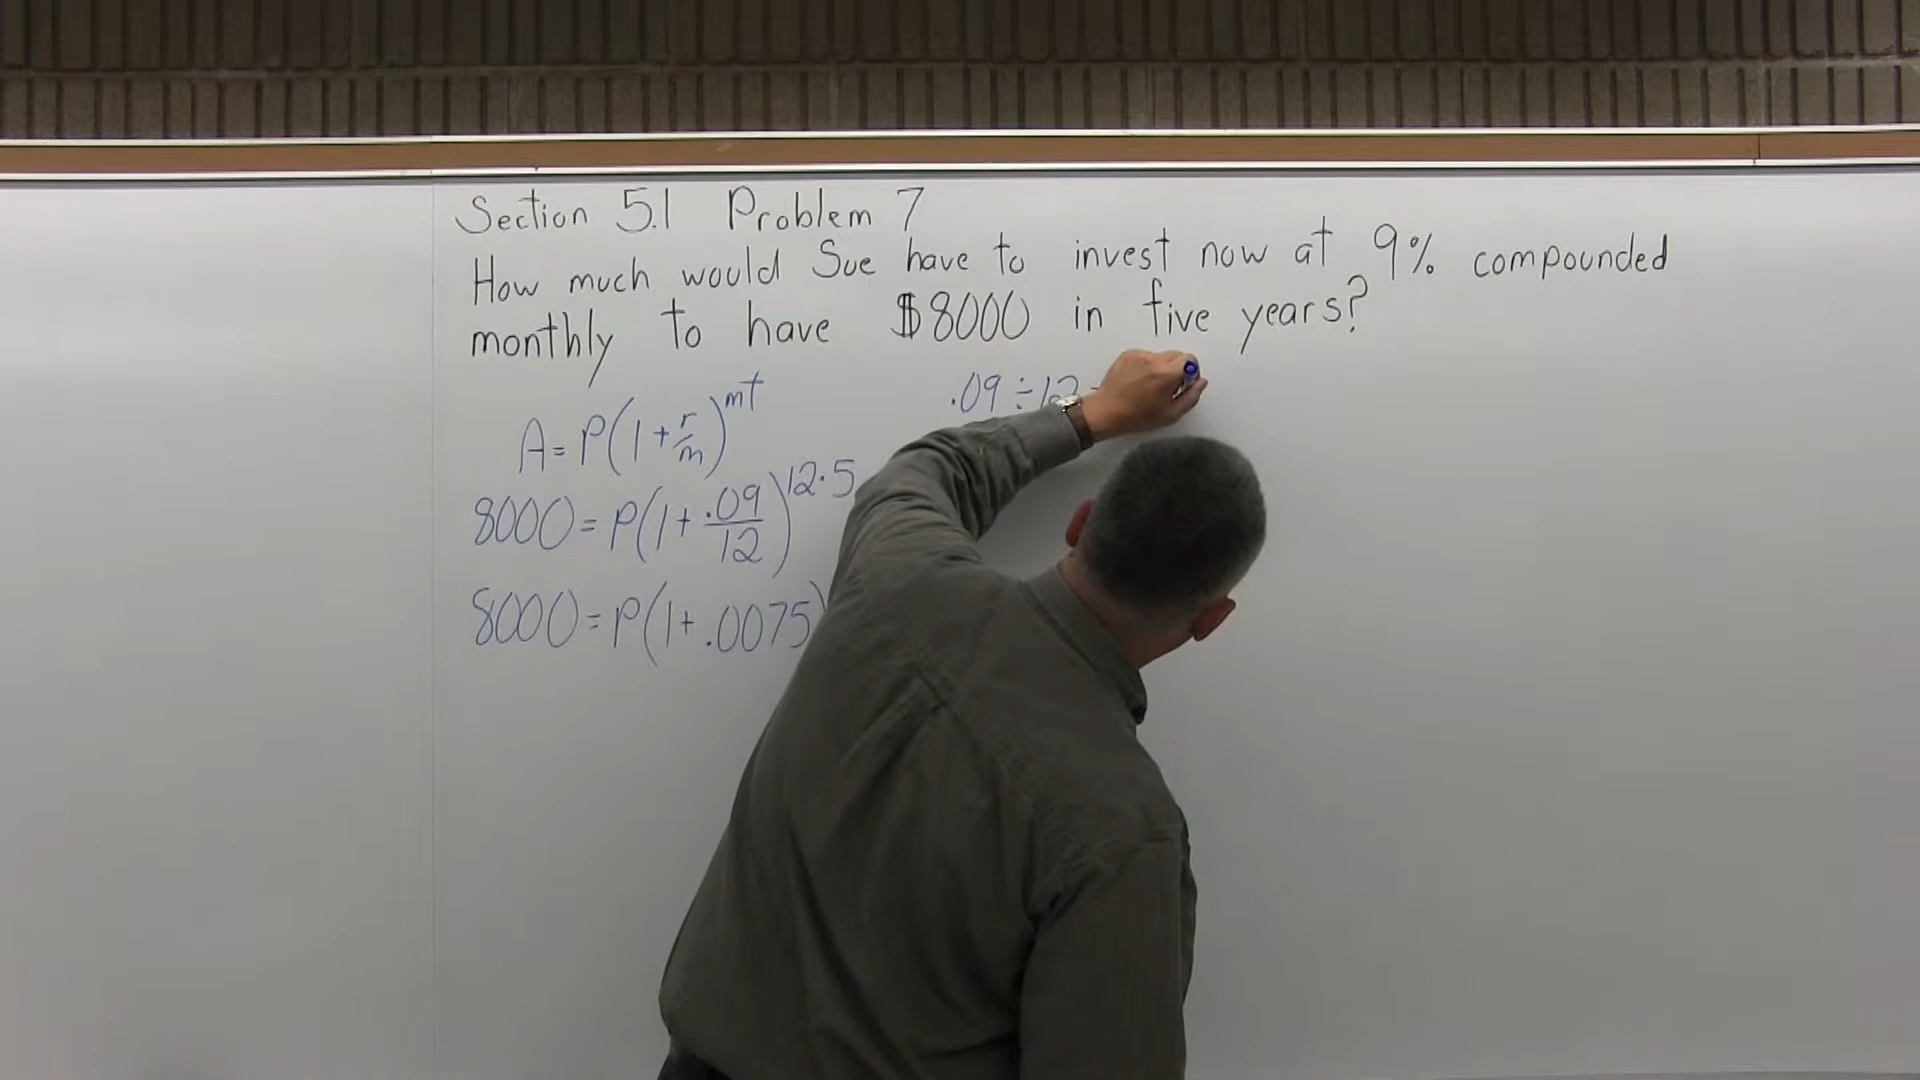 Section 5.1 Problem 7
How much would Sue have to invest now at 9% compounded
monthly to have $8000 in five years?
A=P(1+r/m)^mt
.09÷12
8000=P(1+.09/12)^12·5
8000=P(1+.0075)